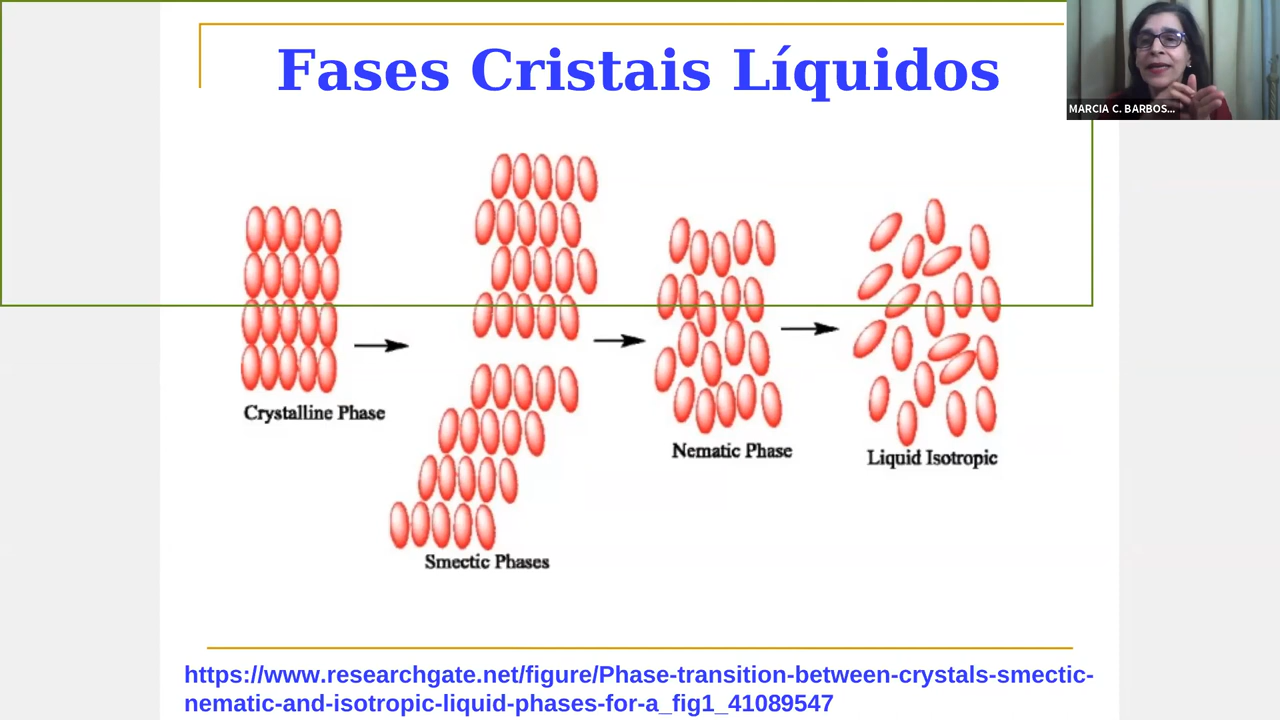 Fases Cristais Líquidos
MARCIA C. BARBOS...
Crystalline Phase
Smectic Phases
Nematic Phase
Liquid Isotropic
https://www.researchgate.net/figure/Phase-transition-between-crystals-smectic-
nematic-and-isotropic-liquid-phases-for-a_fig1_41089547